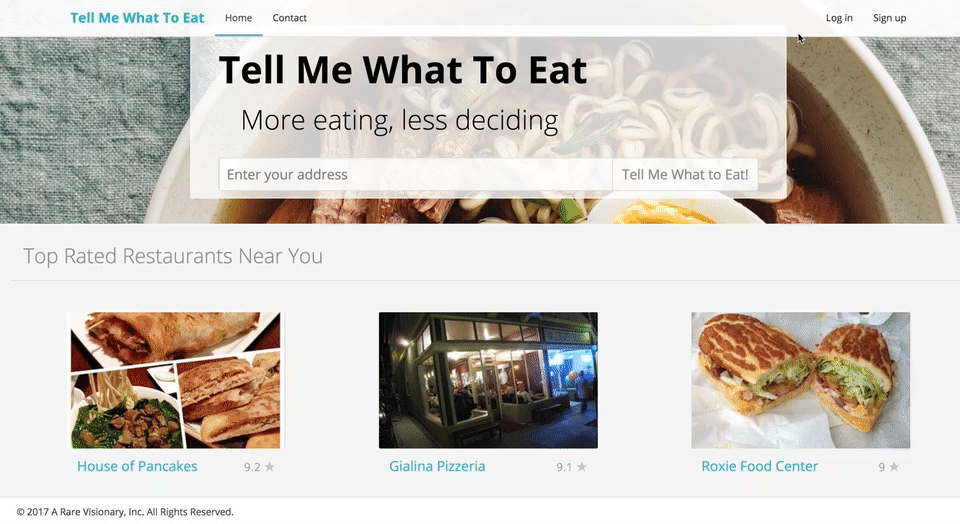 Tell Me What To Eat Home Contact Log in Sign up
Tell Me What To Eat
More eating, less deciding
Enter your address Tell Me What to Eat!
Top Rated Restaurants Near You
House of Pancakes 9.2 ★ Gialina Pizzeria 9.1 ★ Roxie Food Center 9 ★
© 2017 A Rare Visionary, Inc. All Rights Reserved.